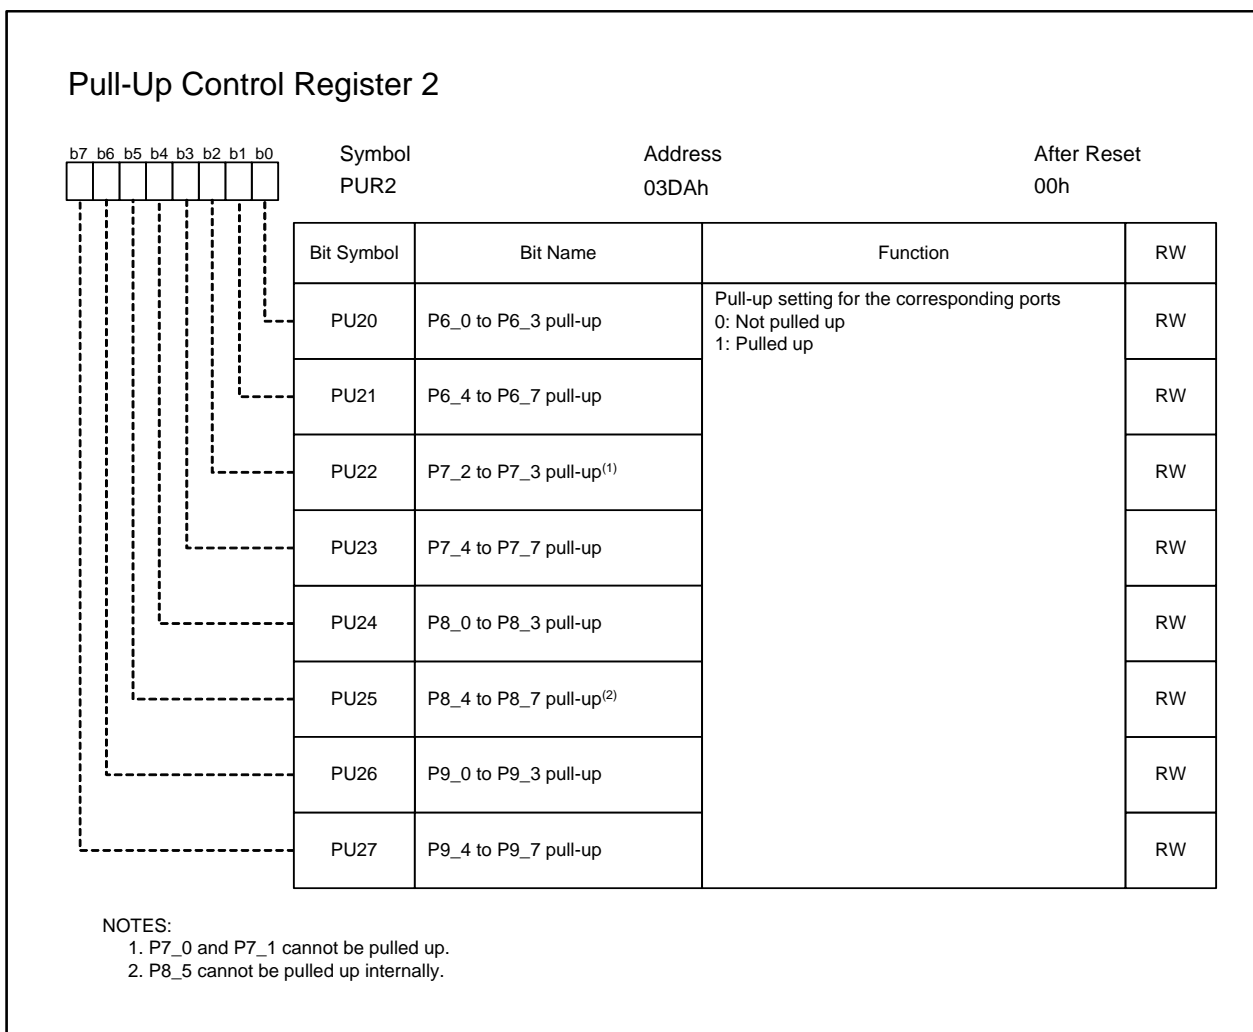 Pull-Up Control Register 2
b7 b6 b5 b4 b3 b2 b1 b0
Symbol Address After Reset
PUR2 03DAh 00h
Bit Symbol Bit Name Function RW
PU20 P6_0 to P6_3 pull-up Pull-up setting for the corresponding ports RW
0: Not pulled up
1: Pulled up
PU21 P6_4 to P6_7 pull-up RW
PU22 P7_2 to P7_3 pull-up(1) RW
PU23 P7_4 to P7_7 pull-up RW
PU24 P8_0 to P8_3 pull-up RW
PU25 P8_4 to P8_7 pull-up(2) RW
PU26 P9_0 to P9_3 pull-up RW
PU27 P9_4 to P9_7 pull-up RW
NOTES:
1. P7_0 and P7_1 cannot be pulled up.
2. P8_5 cannot be pulled up internally.